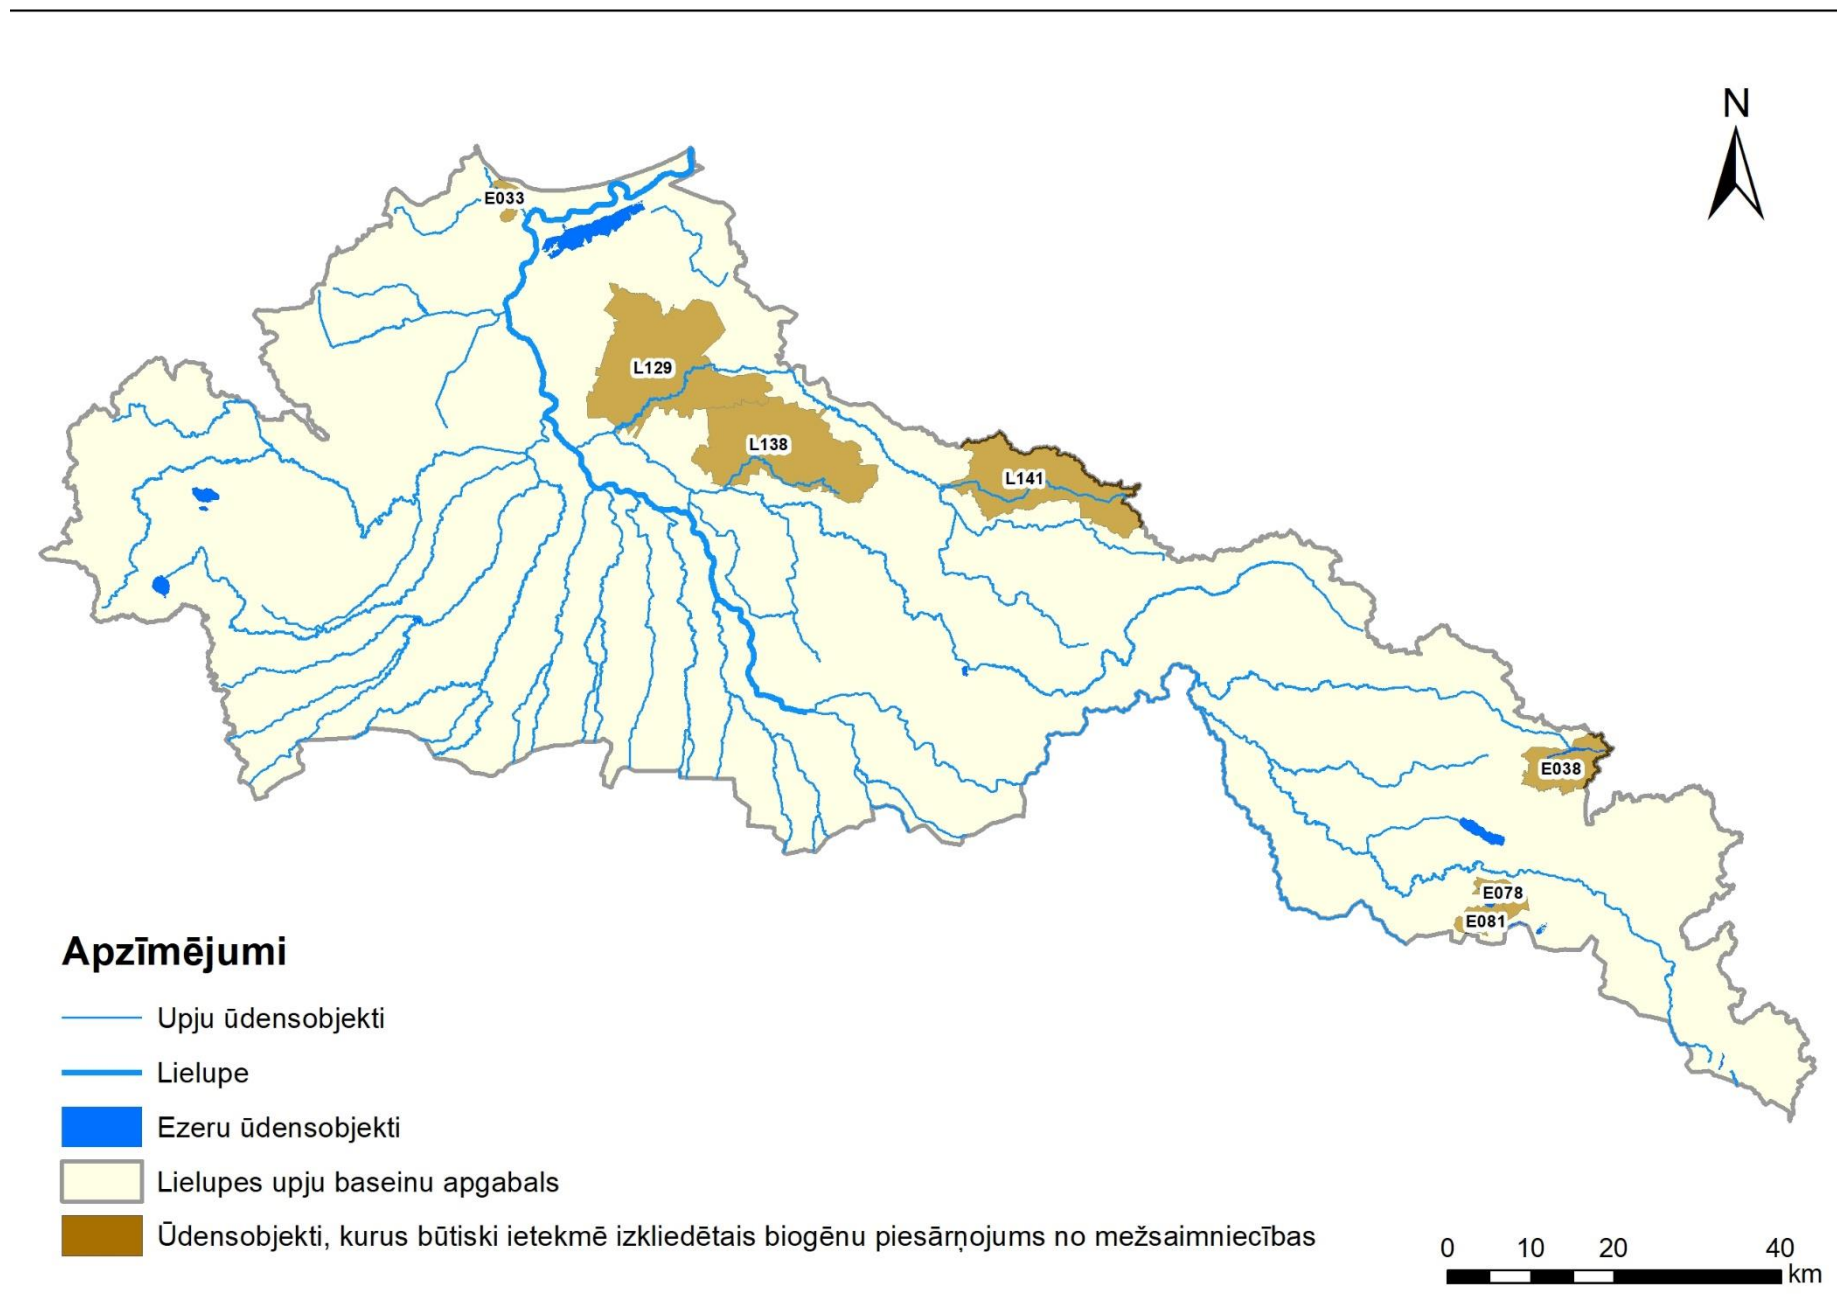 N
E033
L129
L138
L141
E038
E078
E081
Apzīmējumi
Upju ūdensobjekti
Lielupe
Ezeru ūdensobjekti
Lielupes upju baseinu apgabals
Ūdensobjekti, kurus būtiski ietekmē izkliedētais biogēnu piesārņojums no mežsaimniecības
0 10 20 40
km